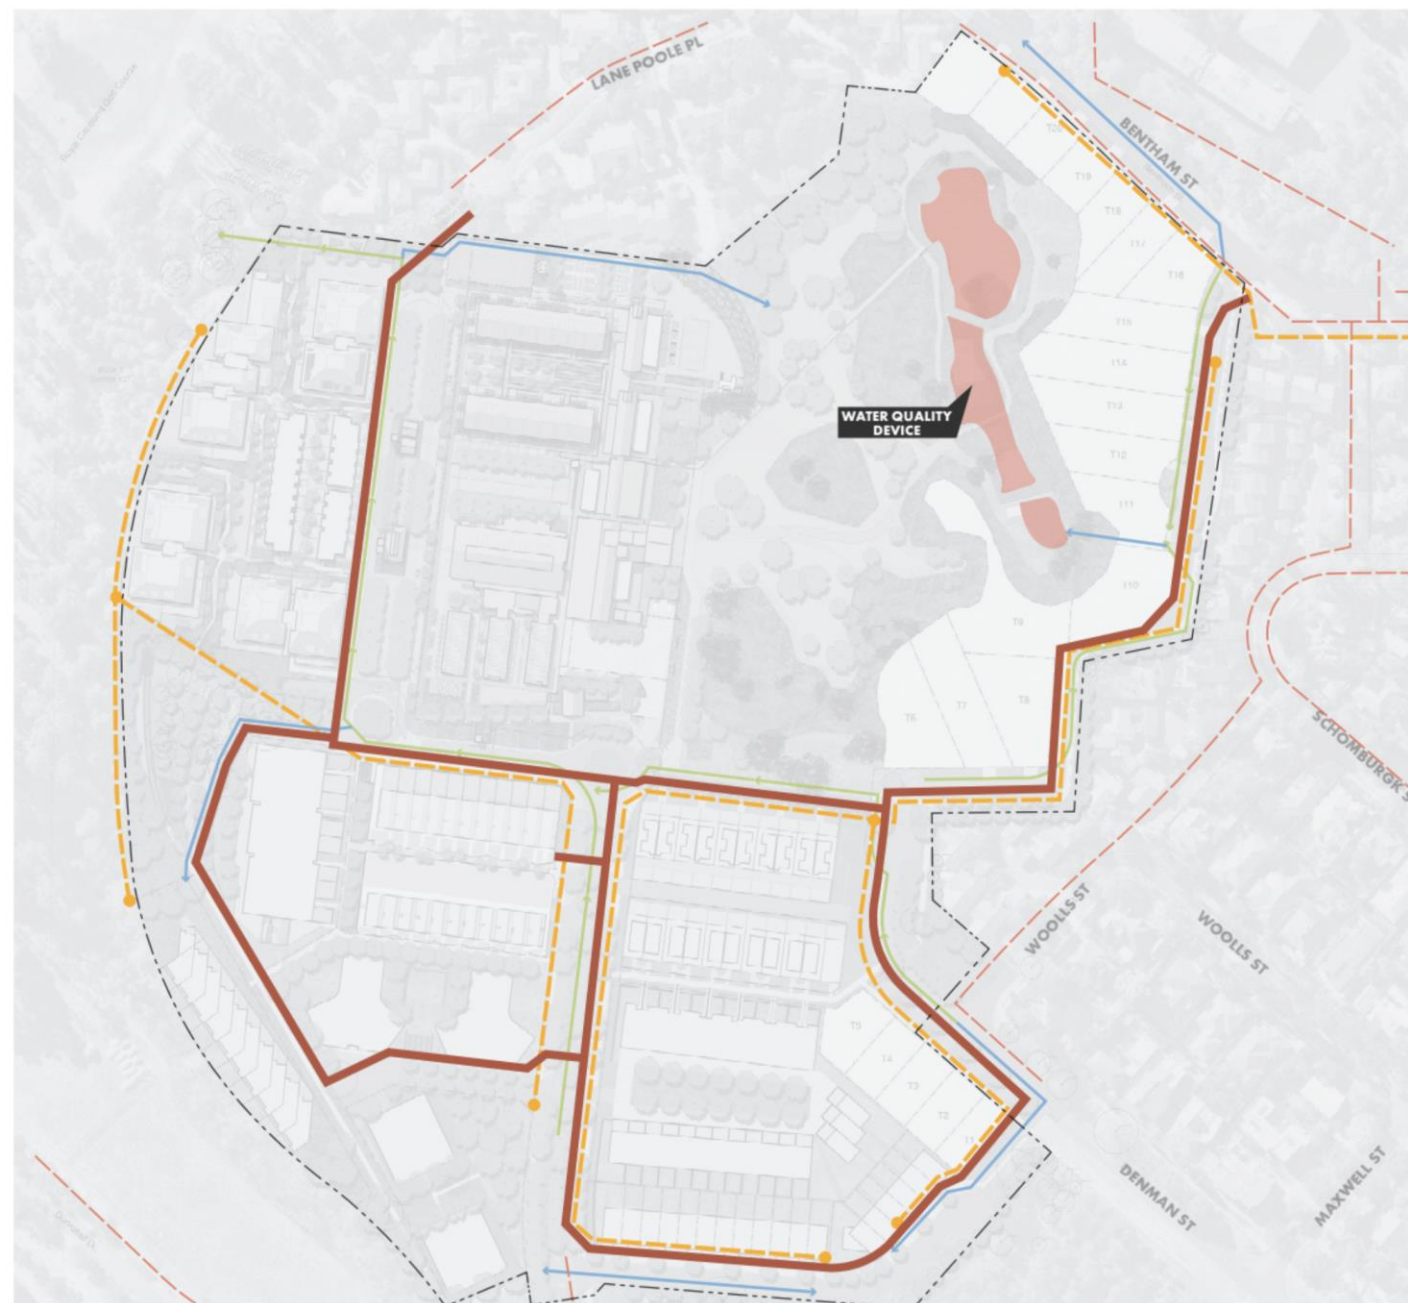 LANE POOLE PL
BENTHAM ST
T20
T19
T18
T17
T16
T15
T14
T13
T12
T11
T10
T9
T8
T7
T6
WATER QUALITY
DEVICE
SCHOMBURGK S
WOOLLS ST
WOOLLS ST
T5
T4
T3
T2
T1
DENMAN ST
MAXWELL ST